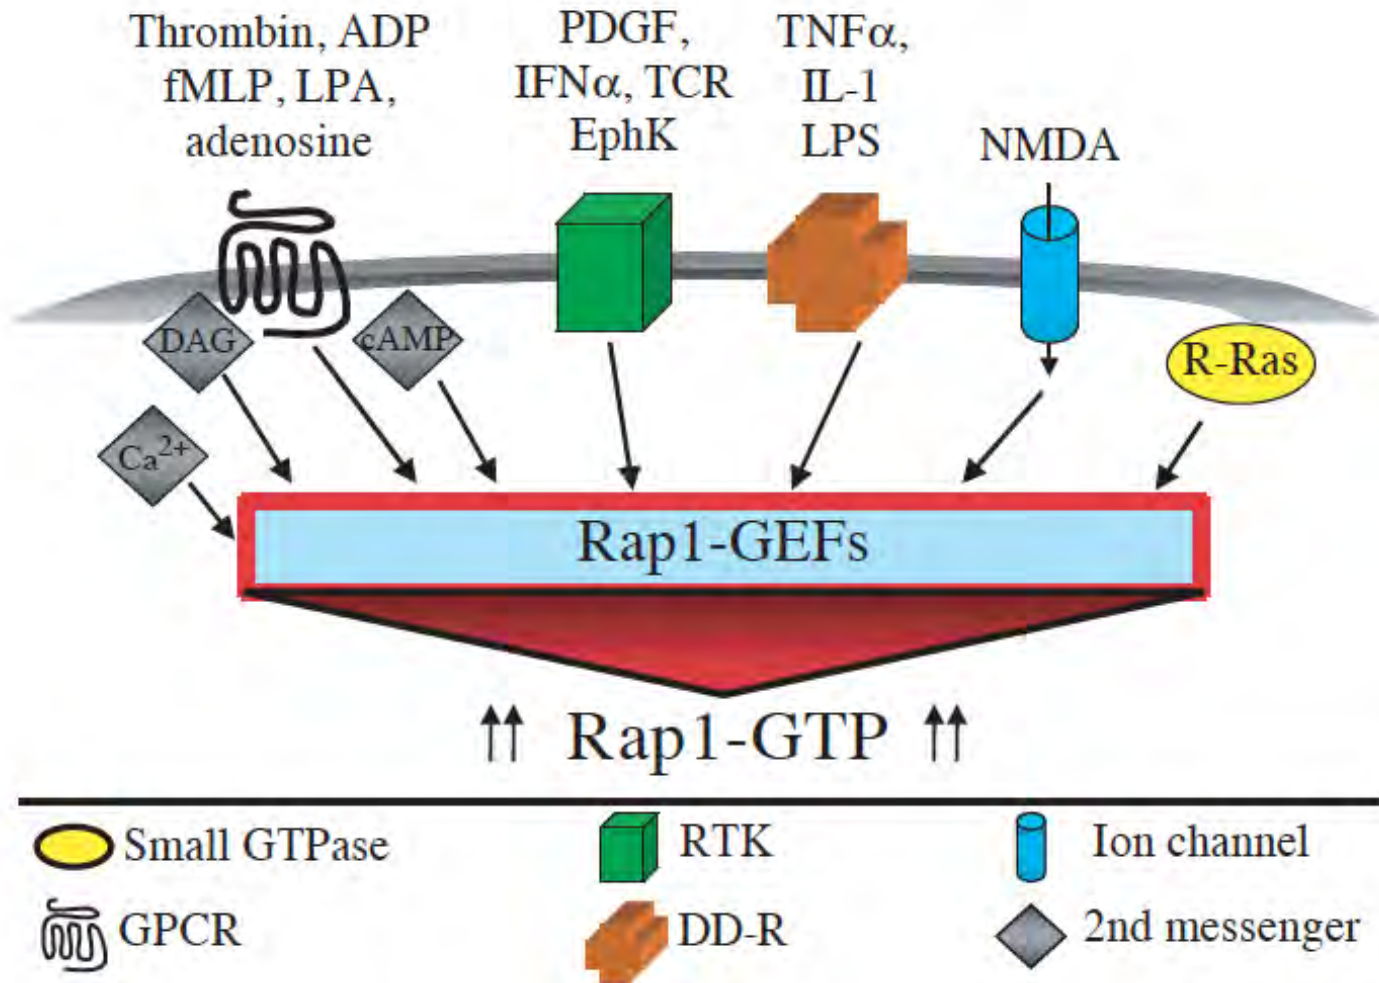 Thrombin, ADP
fMLP, LPA,
adenosine
PDGF,
IFNα, TCR
EphK
TNFα,
IL-1
LPS
NMDA
DAG
cAMP
R-Ras
Ca²⁺
Rap1-GEFs
↑↑ Rap1-GTP ↑↑
Small GTPase
RTK
Ion channel
GPCR
DD-R
2nd messenger